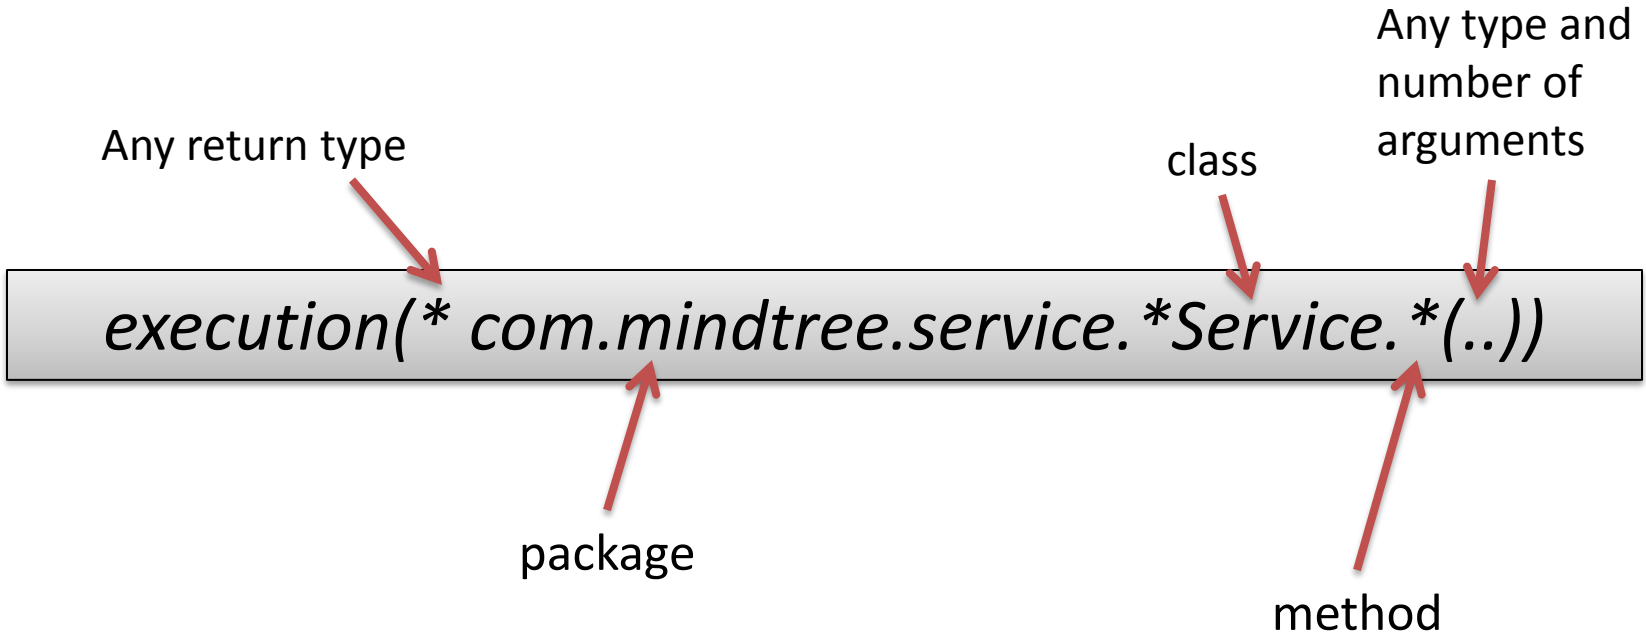 Any type and
number of
arguments
Any return type
class
execution(* com.mindtree.service.*Service.*(..))
package
method